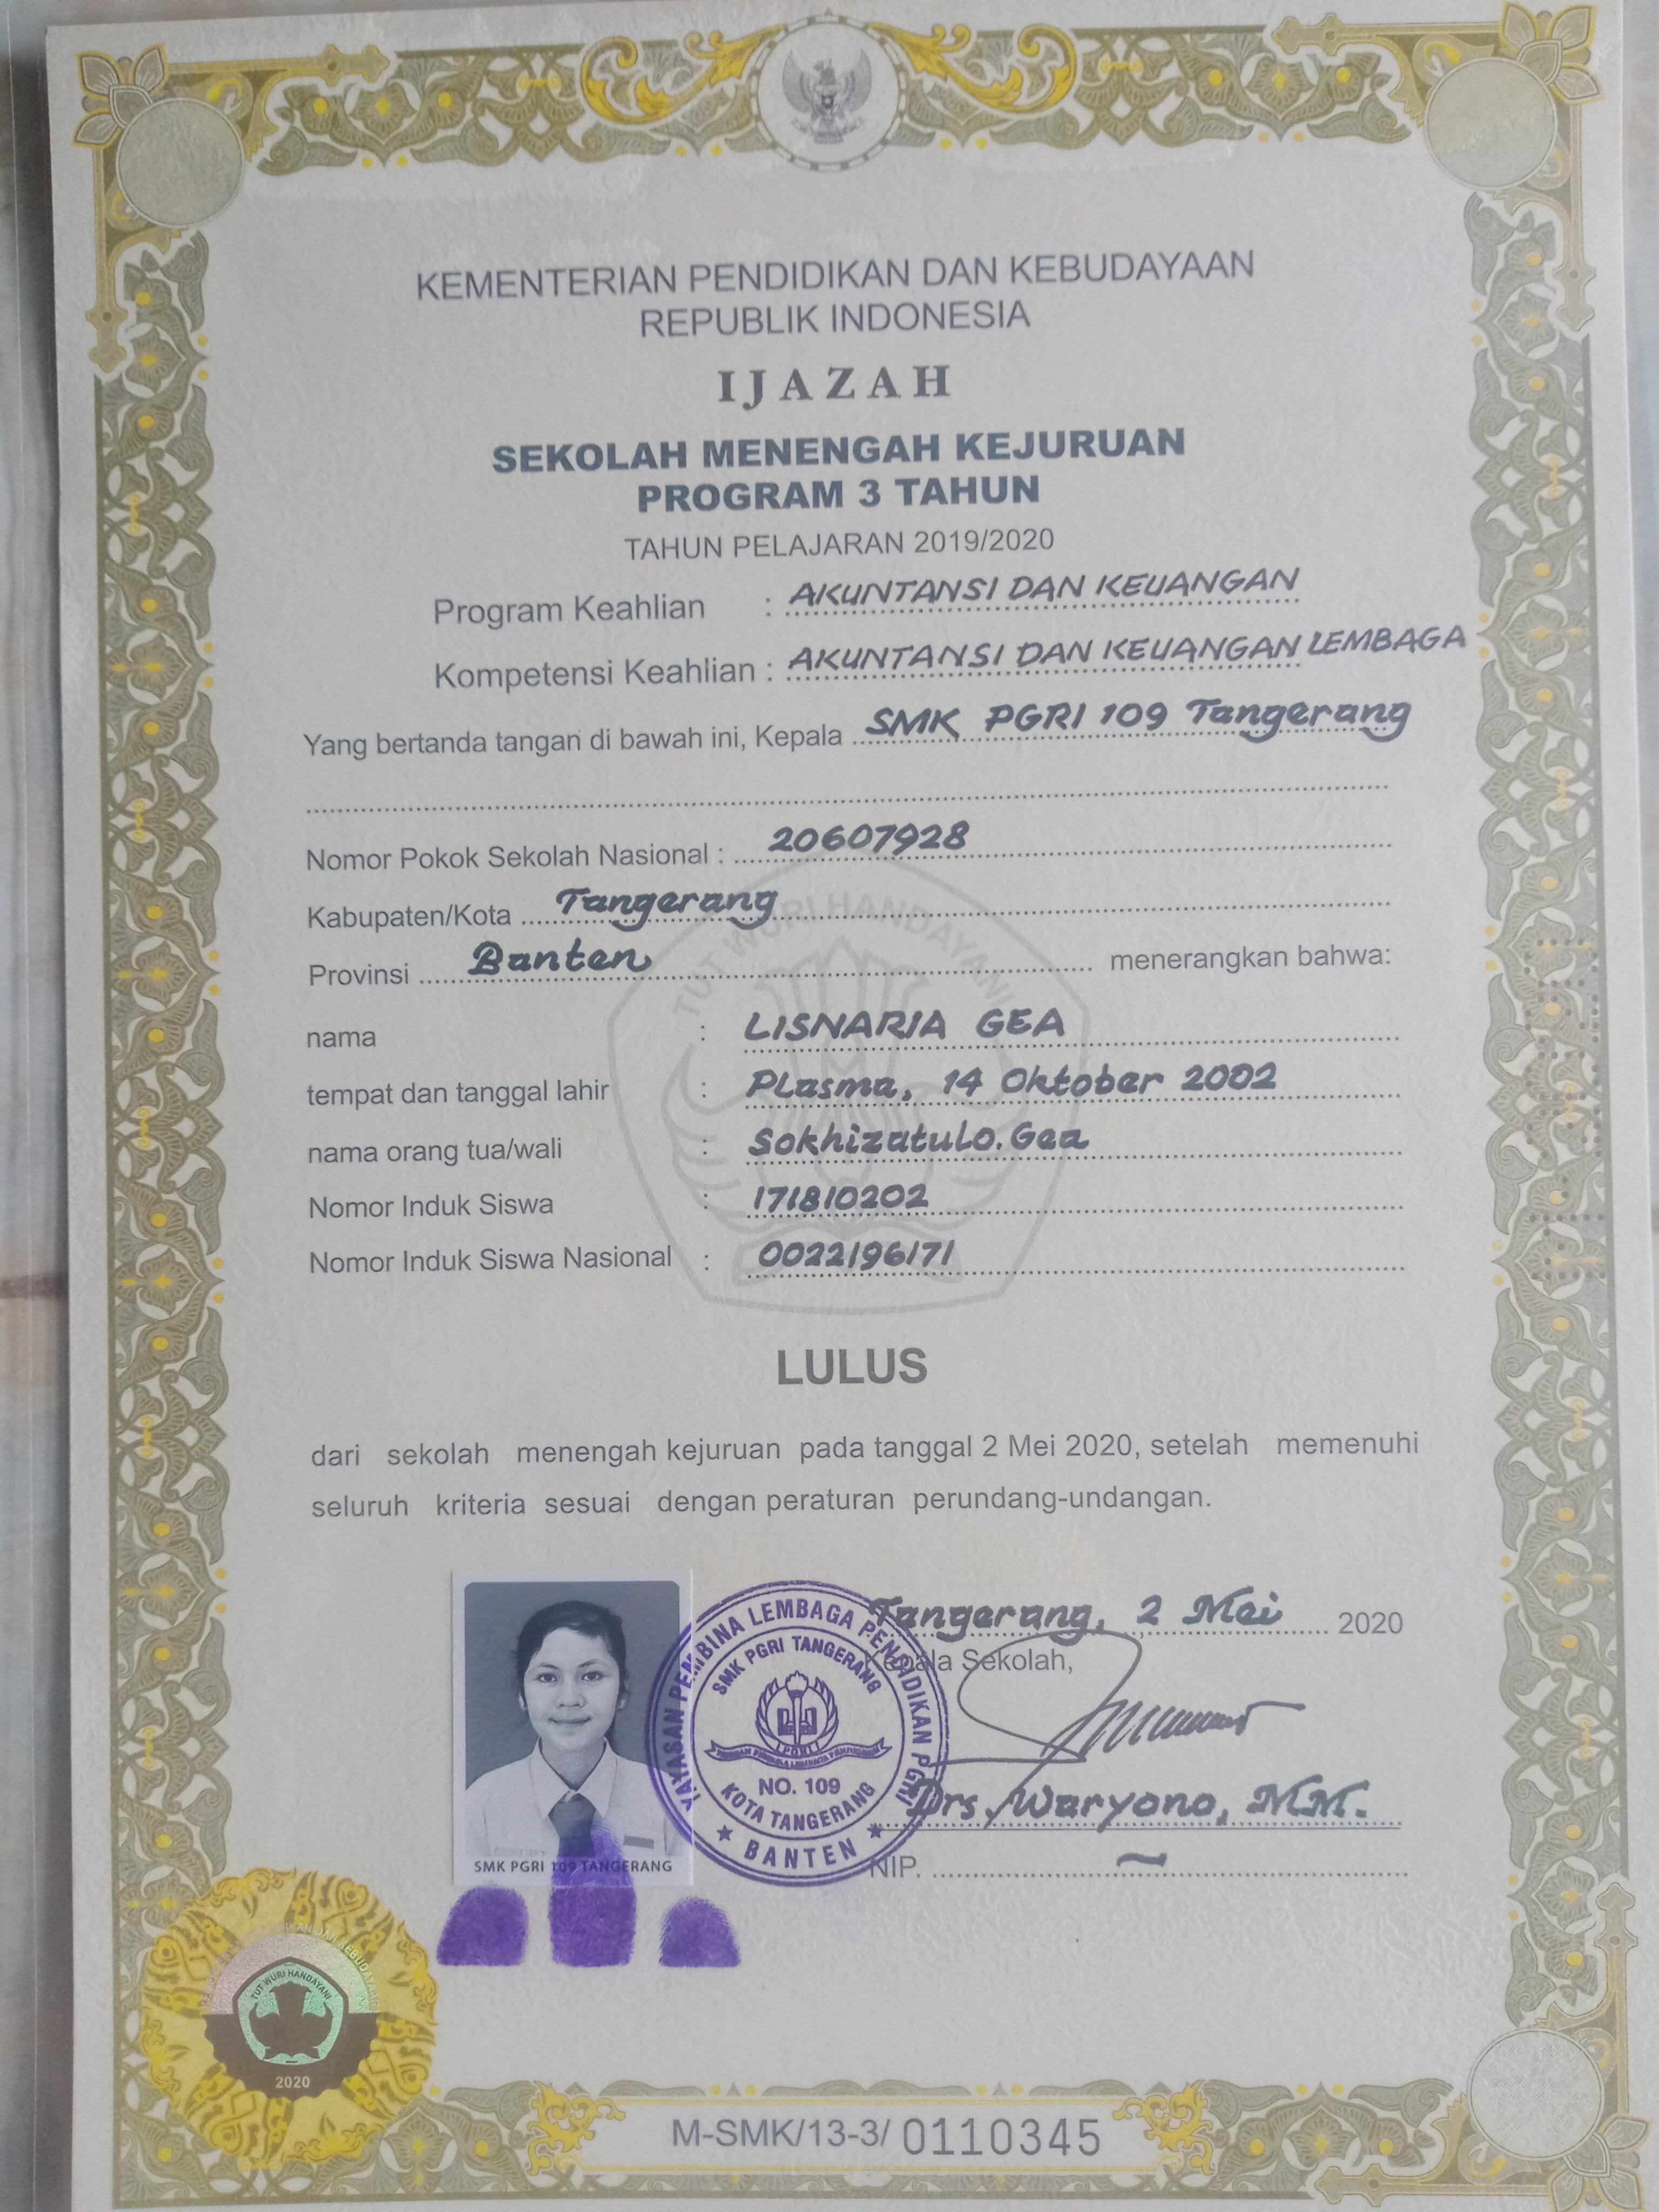 KEMENTERIAN PENDIDIKAN DAN KEBUDAYAAN
REPUBLIK INDONESIA
IJAZAH
SEKOLAH MENENGAH KEJURUAN
PROGRAM 3 TAHUN
TAHUN PELAJARAN 2019/2020
Program Keahlian : AKUNTANSI DAN KEUANGAN
Kompetensi Keahlian : AKUNTANSI DAN KEUANGAN LEMBAGA
Yang bertanda tangan di bawah ini, Kepala SMK PGRI 109 Tangerang
Nomor Pokok Sekolah Nasional : 20607928
Kabupaten/Kota Tangerang
Provinsi Banten menerangkan bahwa:
nama : LISNARIA GEA
tempat dan tanggal lahir : Plasma, 14 Oktober 2002
nama orang tua/wali : Sokhizatulo.Gea
Nomor Induk Siswa : 171810202
Nomor Induk Siswa Nasional : 0022196171
TUT WURI HANDAYANI
LULUS
dari sekolah menengah kejuruan pada tanggal 2 Mei 2020, setelah memenuhi
seluruh kriteria sesuai dengan peraturan perundang-undangan.
Tangerang, 2 Mei 2020
Kepala Sekolah,
Drs. Waryono, MM.
NIP. ~
YAYASAN PEMBINA LEMBAGA PENDIDIKAN PGRI
SMK PGRI TANGERANG
PGRI
NO. 109
KOTA TANGERANG
BANTEN
SMK PGRI 109 TANGERANG
TUT WURI HANDAYANI
2020
M-SMK/13-3/ 0110345